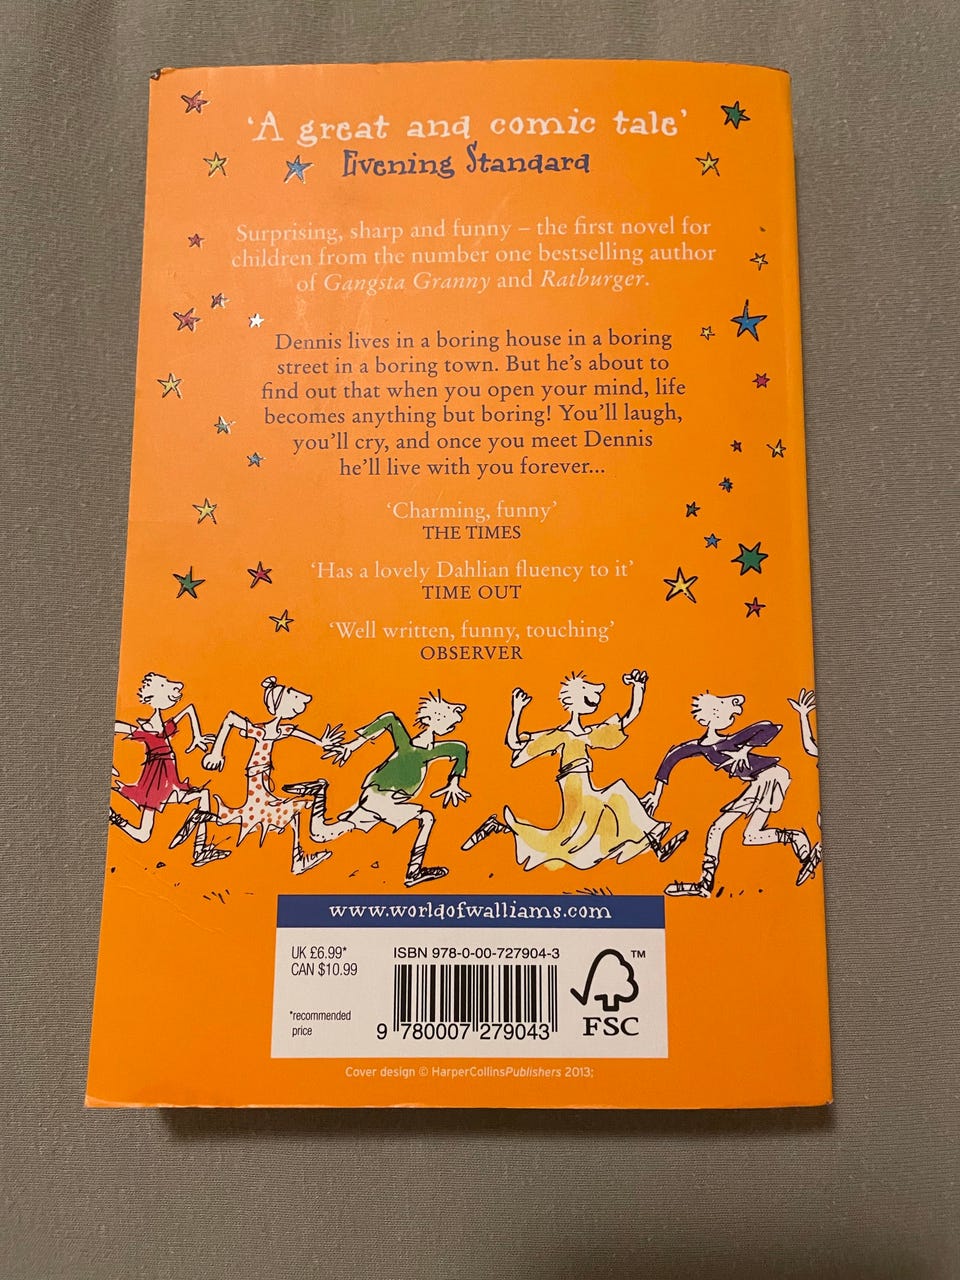 ‘A great and comic tale’
Evening Standard
Surprising, sharp and funny – the first novel for
children from the number one bestselling author
of Gangsta Granny and Ratburger.
Dennis lives in a boring house in a boring
street in a boring town. But he’s about to
find out that when you open your mind, life
becomes anything but boring! You’ll laugh,
you’ll cry, and once you meet Dennis
he’ll live with you forever...
‘Charming, funny’
THE TIMES
‘Has a lovely Dahlian fluency to it’
TIME OUT
‘Well written, funny, touching’
OBSERVER
www.worldofwalliams.com
UK £6.99*
CAN $10.99
*recommended
price
ISBN 978-0-00-727904-3
9 780007 279043
TM
FSC
Cover design © HarperCollinsPublishers 2013;